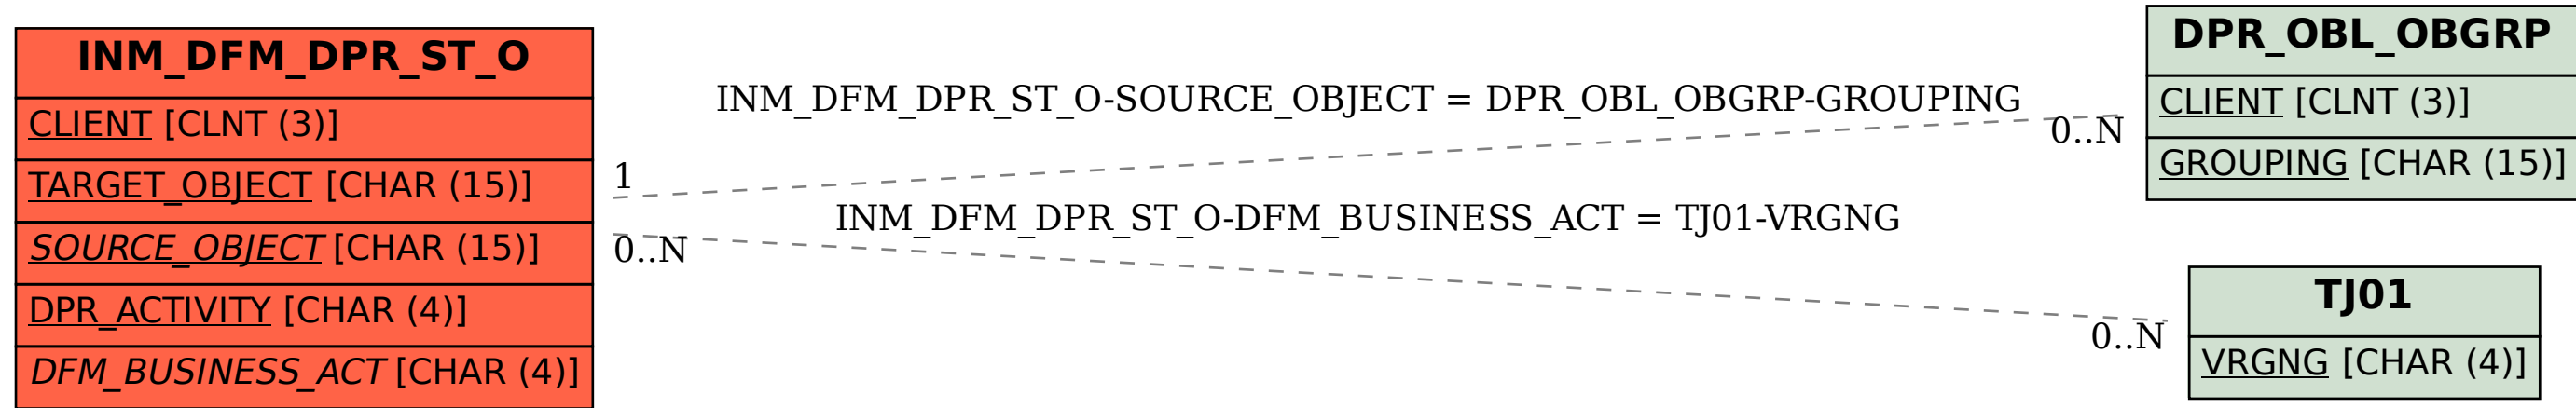 INM_DFM_DPR_ST_O
CLIENT [CLNT (3)]
TARGET_OBJECT [CHAR (15)]
SOURCE_OBJECT [CHAR (15)]
DPR_ACTIVITY [CHAR (4)]
DFM_BUSINESS_ACT [CHAR (4)]
INM_DFM_DPR_ST_O-SOURCE_OBJECT = DPR_OBL_OBGRP-GROUPING
1
0..N
INM_DFM_DPR_ST_O-DFM_BUSINESS_ACT = TJ01-VRGNG
0..N
0..N
DPR_OBL_OBGRP
CLIENT [CLNT (3)]
GROUPING [CHAR (15)]
TJ01
VRGNG [CHAR (4)]